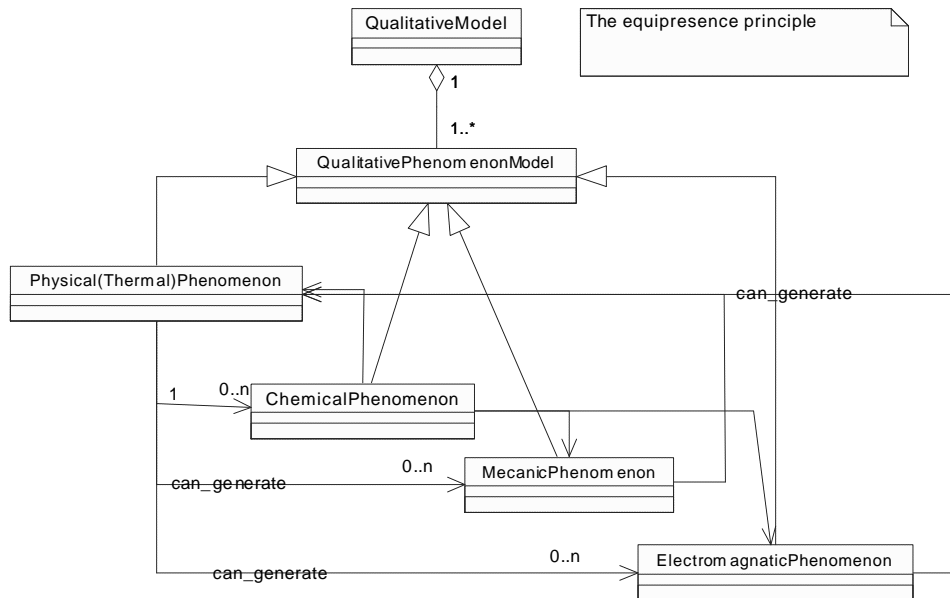 QualitativeModel
The equipresence principle
1
1..*
QualitativePhenomenonModel
Physical(Thermal)Phenomenon
can_generate
1
0..n
ChemicalPhenomenon
0..n
MecanicPhenomenon
can_generate
0..n
ElectromagnaticPhenomenon
can_generate